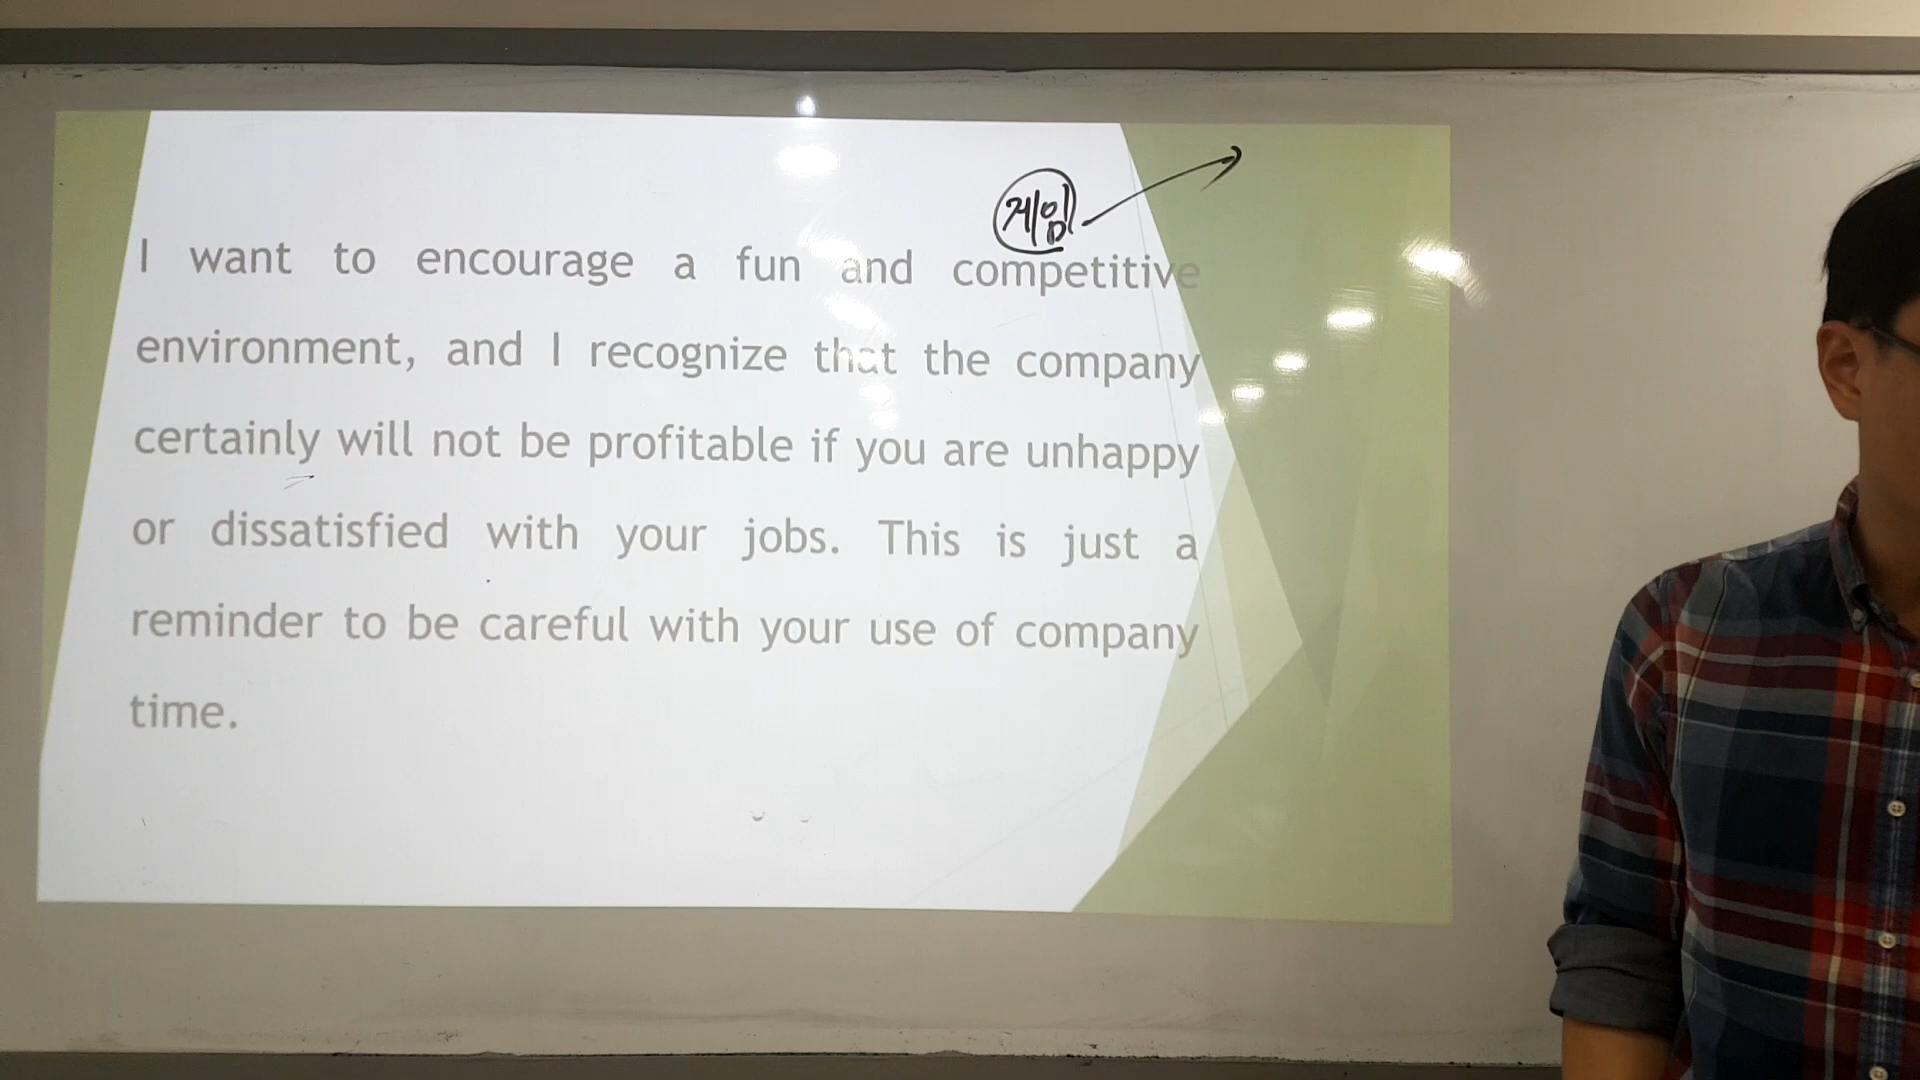 게임
I want to encourage a fun and competitive
environment, and I recognize that the company
certainly will not be profitable if you are unhappy
or dissatisfied with your jobs. This is just a
reminder to be careful with your use of company
time.